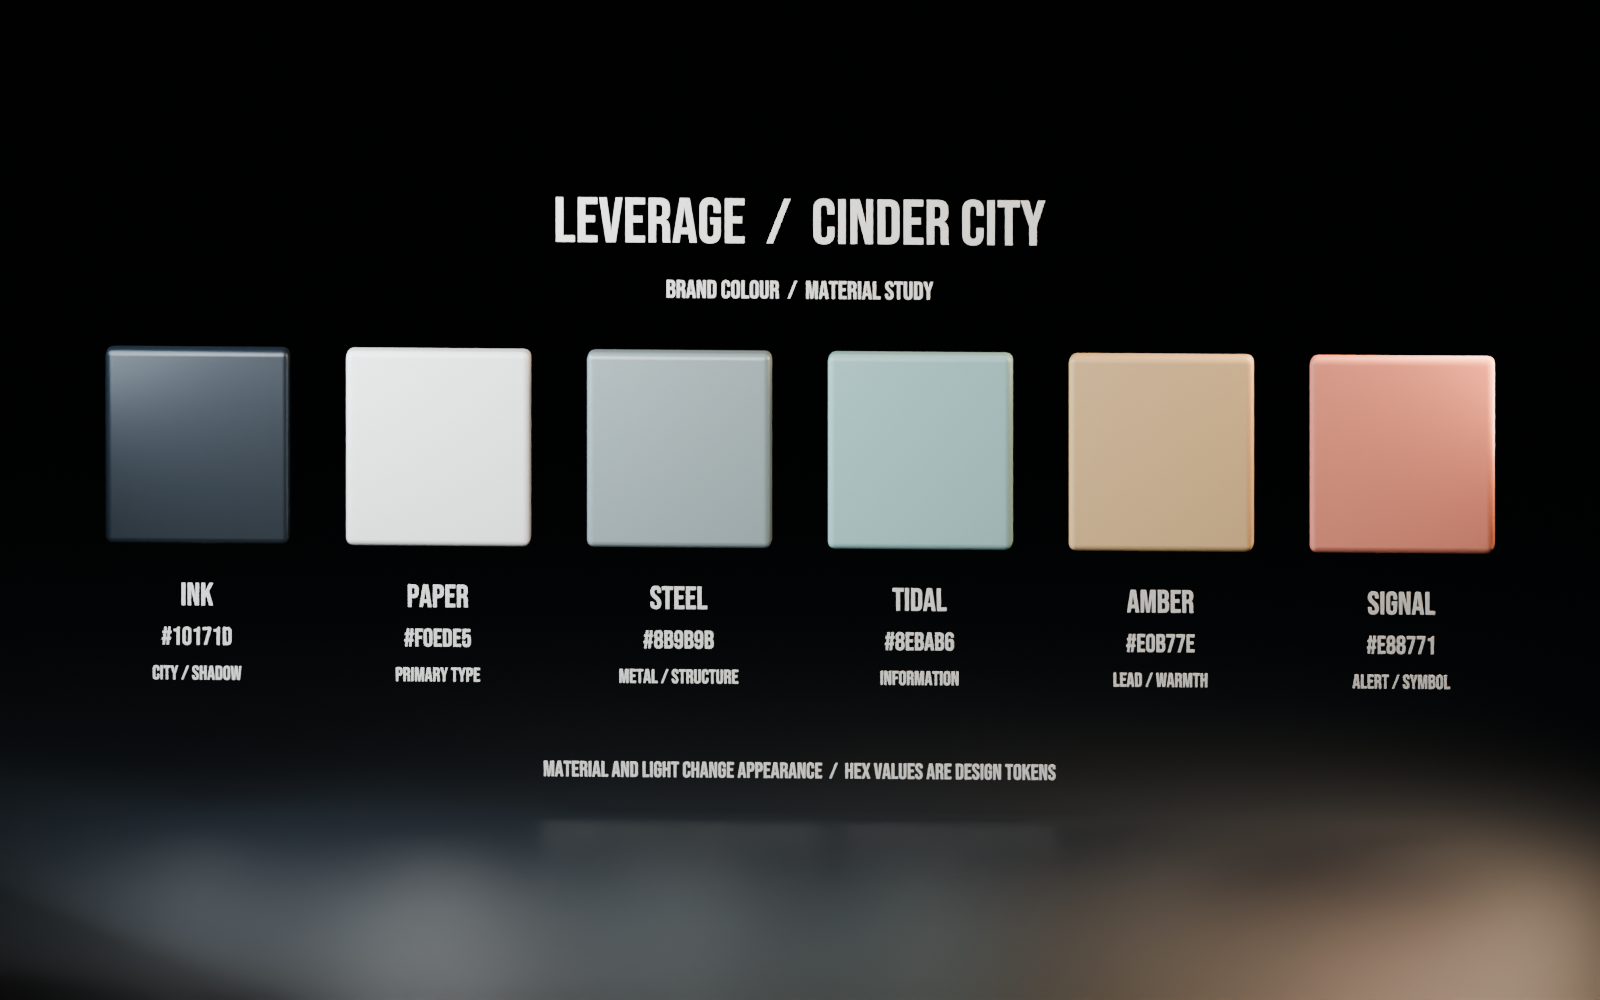 LEVERAGE / CINDER CITY
BRAND COLOUR / MATERIAL STUDY
INK
#10171D
CITY / SHADOW
PAPER
#F0EDE5
PRIMARY TYPE
STEEL
#8B9B9B
METAL / STRUCTURE
TIDAL
#8EBAB6
INFORMATION
AMBER
#E0B77E
LEAD / WARMTH
SIGNAL
#E88771
ALERT / SYMBOL
MATERIAL AND LIGHT CHANGE APPEARANCE / HEX VALUES ARE DESIGN TOKENS